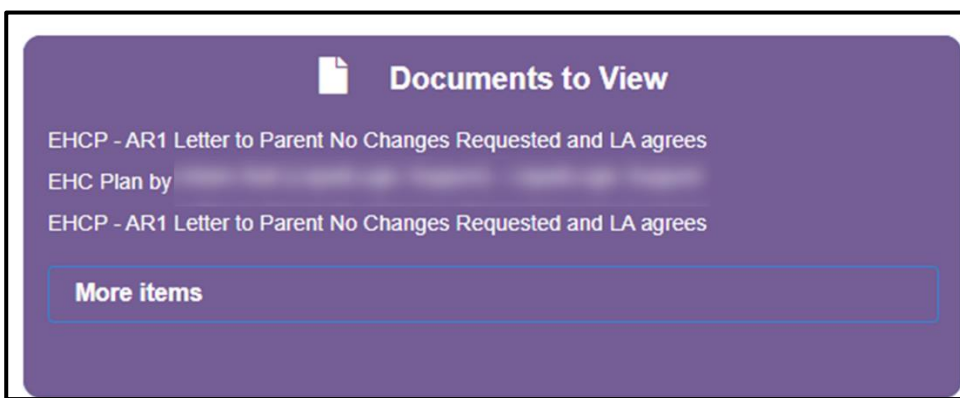 Documents to View
EHCP - AR1 Letter to Parent No Changes Requested and LA agrees
EHC Plan by
EHCP - AR1 Letter to Parent No Changes Requested and LA agrees
More items